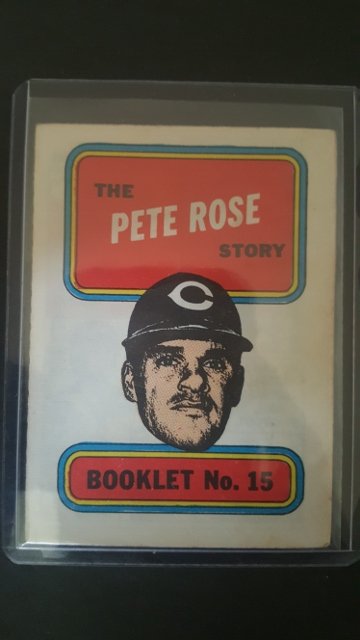 THE
PETE ROSE
STORY
C
BOOKLET No. 15